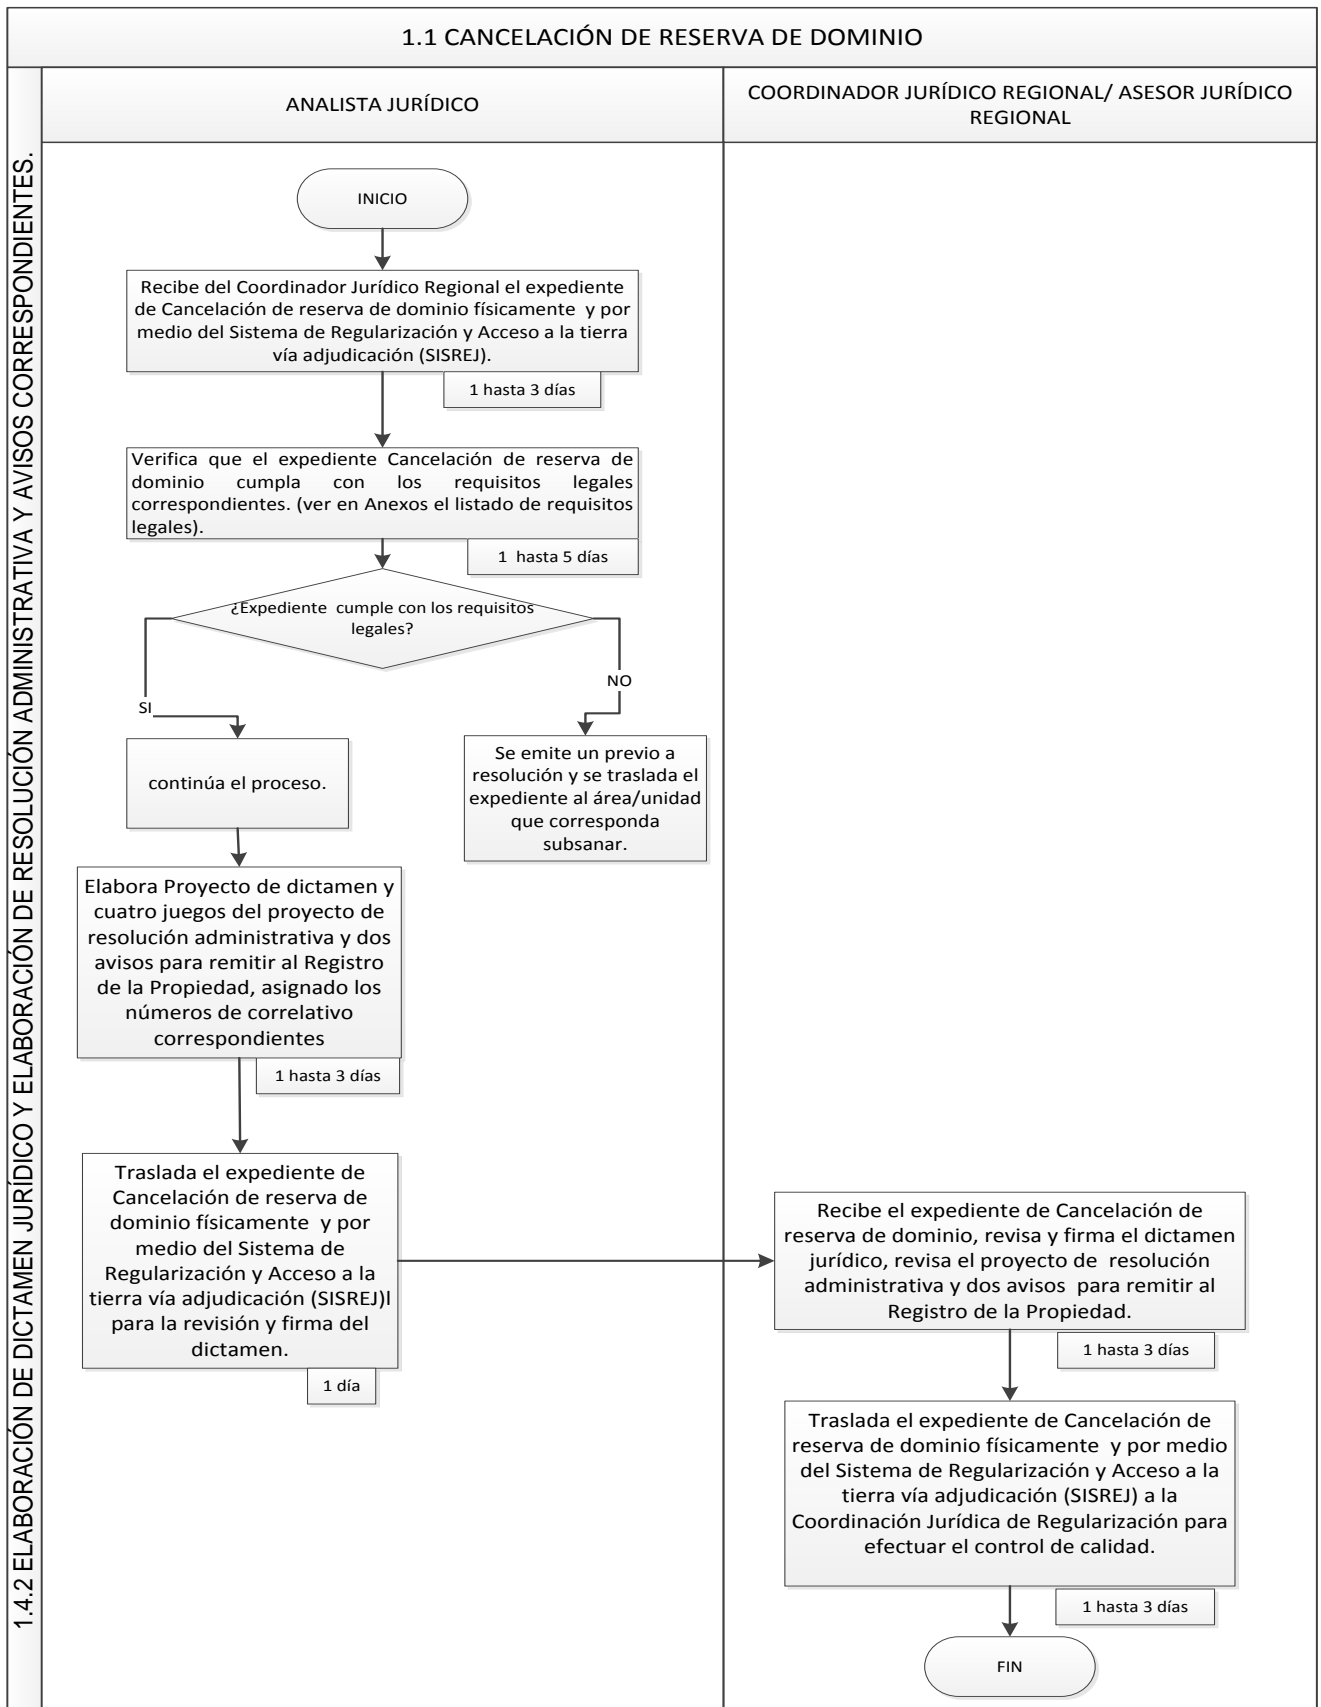 1.1 CANCELACIÓN DE RESERVA DE DOMINIO
1.4.2 ELABORACIÓN DE DICTAMEN JURÍDICO Y ELABORACIÓN DE RESOLUCIÓN ADMINISTRATIVA Y AVISOS CORRESPONDIENTES.
ANALISTA JURÍDICO
COORDINADOR JURÍDICO REGIONAL/ ASESOR JURÍDICO
REGIONAL
INICIO
Recibe del Coordinador Jurídico Regional el expediente
de Cancelación de reserva de dominio físicamente y por
medio del Sistema de Regularización y Acceso a la tierra
vía adjudicación (SISREJ).
1 hasta 3 días
Verifica que el expediente Cancelación de reserva de
dominio cumpla con los requisitos legales
correspondientes. (ver en Anexos el listado de requisitos
legales).
1 hasta 5 días
¿Expediente cumple con los requisitos
legales?
SI
NO
continúa el proceso.
Se emite un previo a
resolución y se traslada el
expediente al área/unidad
que corresponda
subsanar.
Elabora Proyecto de dictamen y
cuatro juegos del proyecto de
resolución administrativa y dos
avisos para remitir al Registro
de la Propiedad, asignado los
números de correlativo
correspondientes
1 hasta 3 días
Traslada el expediente de
Cancelación de reserva de
dominio físicamente y por
medio del Sistema de
Regularización y Acceso a la
tierra vía adjudicación (SISREJ)l
para la revisión y firma del
dictamen.
1 día
Recibe el expediente de Cancelación de
reserva de dominio, revisa y firma el dictamen
jurídico, revisa el proyecto de resolución
administrativa y dos avisos para remitir al
Registro de la Propiedad.
1 hasta 3 días
Traslada el expediente de Cancelación de
reserva de dominio físicamente y por medio
del Sistema de Regularización y Acceso a la
tierra vía adjudicación (SISREJ) a la
Coordinación Jurídica de Regularización para
efectuar el control de calidad.
1 hasta 3 días
FIN